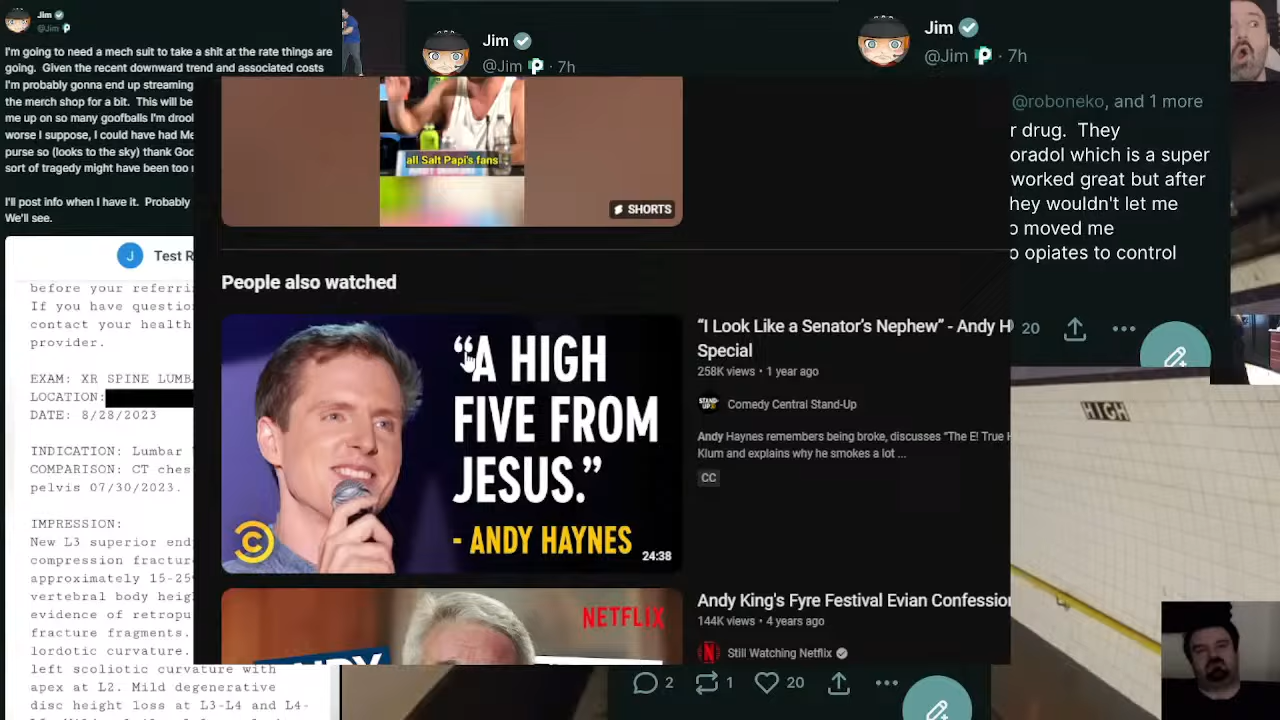 Jim
@Jim
I'm going to need a mech suit to take a shit at the rate things are
going. Given the recent downward trend and associated costs
I'm probably gonna end up streaming
the merch shop for a bit. This will be
me up on so many goofballs I'm drool
worse I suppose, I could have had Me
purse so (looks to the sky) thank God
sort of tragedy might have been too
I'll post info when I have it. Probably
We'll see.
J
Test R
before your referri
If you have question
contact your health
provider.
EXAM: XR SPINE LUMB
LOCATION:
DATE: 8/28/2023
INDICATION: Lumbar
COMPARISON: CT ches
pelvis 07/30/2023.
IMPRESSION:
New L3 superior end
compression fractur
approximately 15-25%
vertebral body heig
evidence of retropu
fracture fragments.
lordotic curvature.
left scoliotic curvature with
apex at L2. Mild degenerative
disc height loss at L3-L4 and L4-
Jim
@Jim · 7h
all Salt Papi's fans
SHORTS
People also watched
“A HIGH
FIVE FROM
JESUS.”
- ANDY HAYNES
24:38
“I Look Like a Senator’s Nephew” - Andy H
Special
258K views • 1 year ago
STAND-UP
Comedy Central Stand-Up
Andy Haynes remembers being broke, discusses "The E! True H
Klum and explains why he smokes a lot ...
CC
NETFLIX
Andy King's Fyre Festival Evian Confession
144K views • 4 years ago
Still Watching Netflix
2 1 20 •••
Jim
@Jim · 7h
@roboneko, and 1 more
r drug. They
oradol which is a super
worked great but after
hey wouldn't let me
o moved me
o opiates to control
20 •••
HIGH